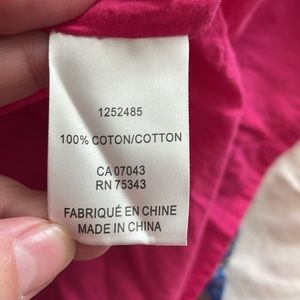 1252485
100% COTON/COTTON
CA 07043
RN 75343
FABRIQUÉ EN CHINE
MADE IN CHINA